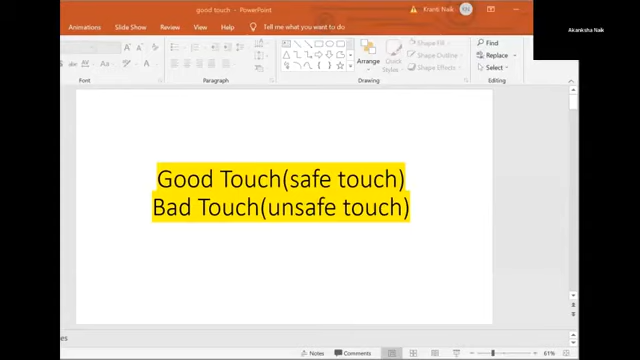 good touch - PowerPoint
Kranti Naik
KN
Akanksha Naik
Animations
Slide Show
Review
View
Help
Tell me what you want to do
Find
Replace
Select
Arrange
Quick
Styles
Shape Fill
Shape Outline
Shape Effects
Font
Paragraph
Drawing
Editing
Good Touch(safe touch)
Bad Touch(unsafe touch)
Notes
Comments
61%